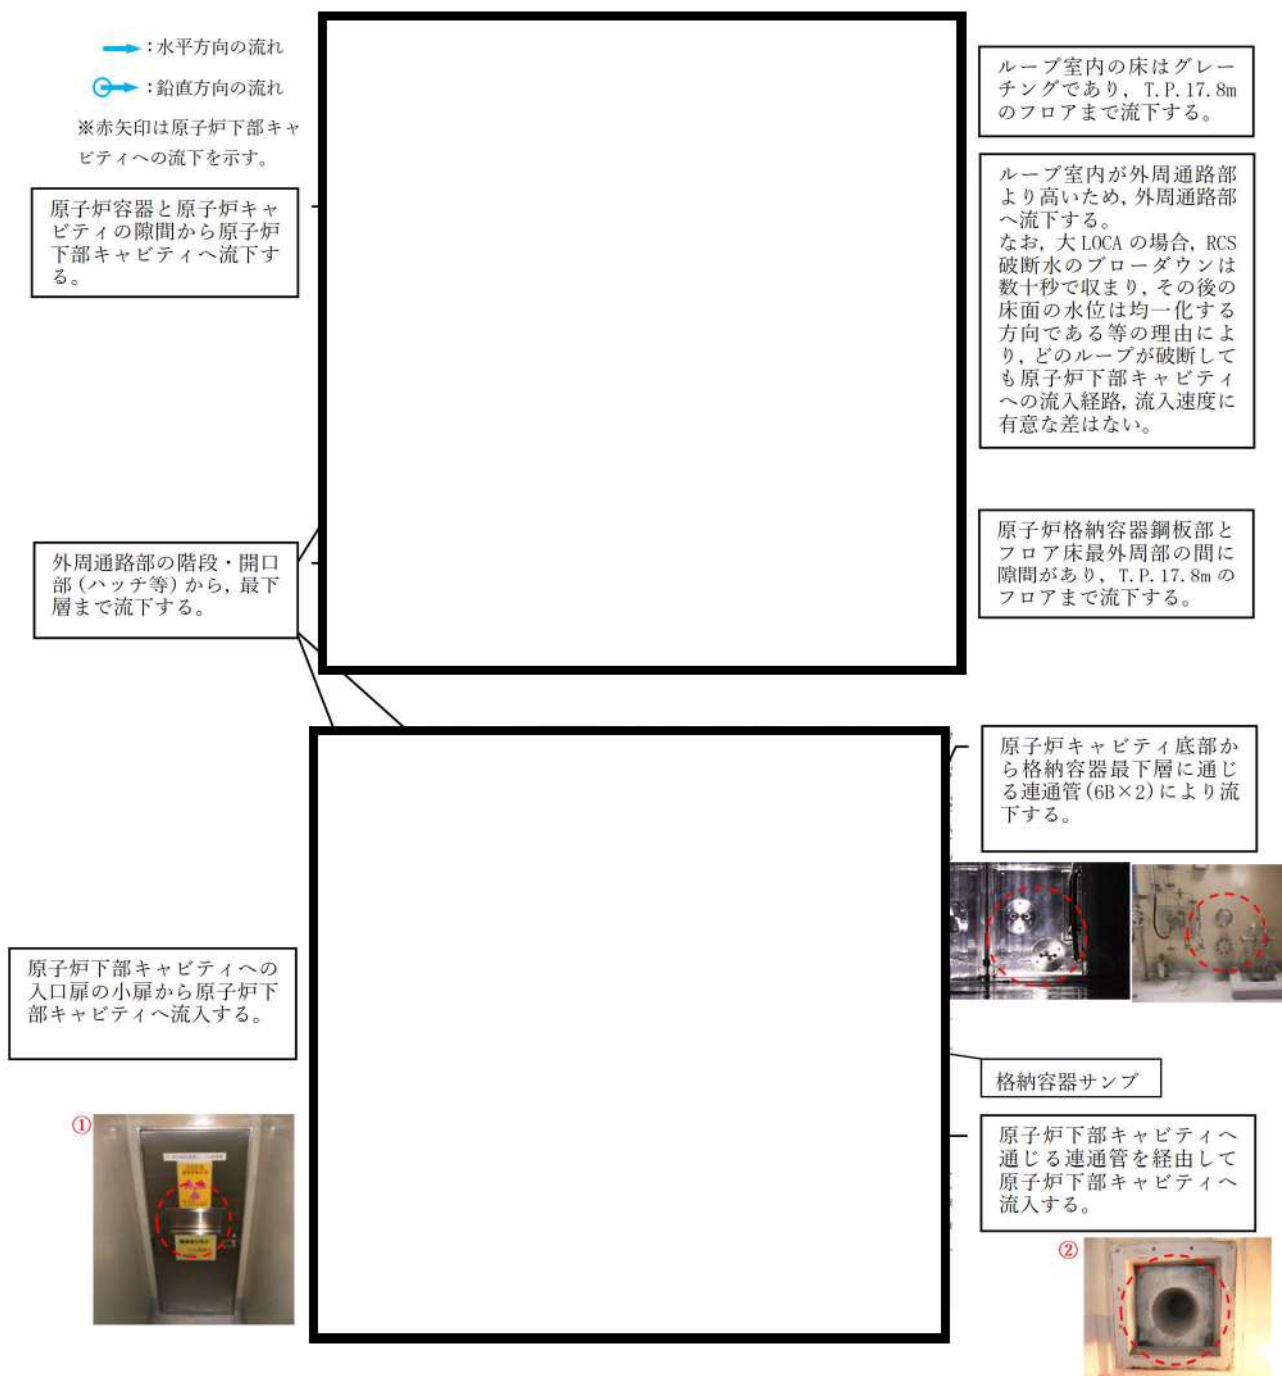 ：水平方向の流れ
：鉛直方向の流れ
※赤矢印は原子炉下部キャ
ビティへの流下を示す。
原子炉容器と原子炉キャ
ビティの隙間から原子炉
下部キャビティへ流下す
る。
外周通路部の階段・開口
部(ハッチ等)から，最下
層まで流下する。
ループ室内の床はグレー
チングであり，T.P.17.8m
のフロアまで流下する。
ループ室内が外周通路部
より高いため，外周通路部
へ流下する。
なお，大LOCAの場合，RCS
破断水のブローダウンは
数十秒で収まり，その後の
床面の水位は均一化する
方向である等の理由によ
り，どのループが破断して
も原子炉下部キャビティ
への流入経路，流入速度に
有意な差はない。
原子炉格納容器鋼板部と
フロア床最外周部の間に
隙間があり，T.P.17.8mの
フロアまで流下する。
原子炉キャビティ底部か
ら格納容器最下層に通じ
る連通管(6B×2)により流
下する。
原子炉下部キャビティへの
入口扉の小扉から原子炉下
部キャビティへ流入する。
①
格納容器サンプ
原子炉下部キャビティへ
通じる連通管を経由して
原子炉下部キャビティへ
流入する。
②